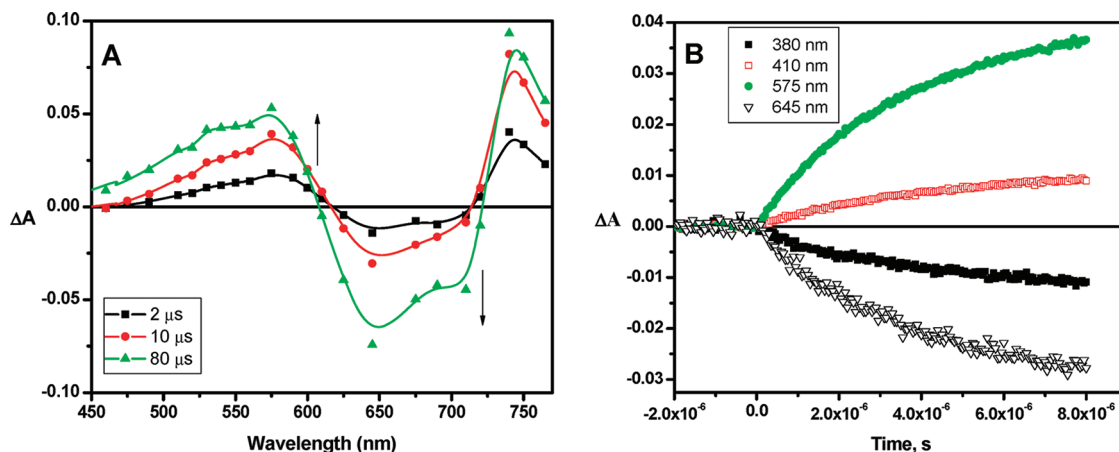 A
0.10
0.05
0.00
-0.05
-0.10
ΔA
2 μs
10 μs
80 μs
450 500 550 600 650 700 750
Wavelength (nm)
B
0.04
0.03
0.02
0.01
0.00
-0.01
-0.02
-0.03
ΔA
380 nm
410 nm
575 nm
645 nm
-2.0x10⁻⁶ 0.0 2.0x10⁻⁶ 4.0x10⁻⁶ 6.0x10⁻⁶ 8.0x10⁻⁶
Time, s